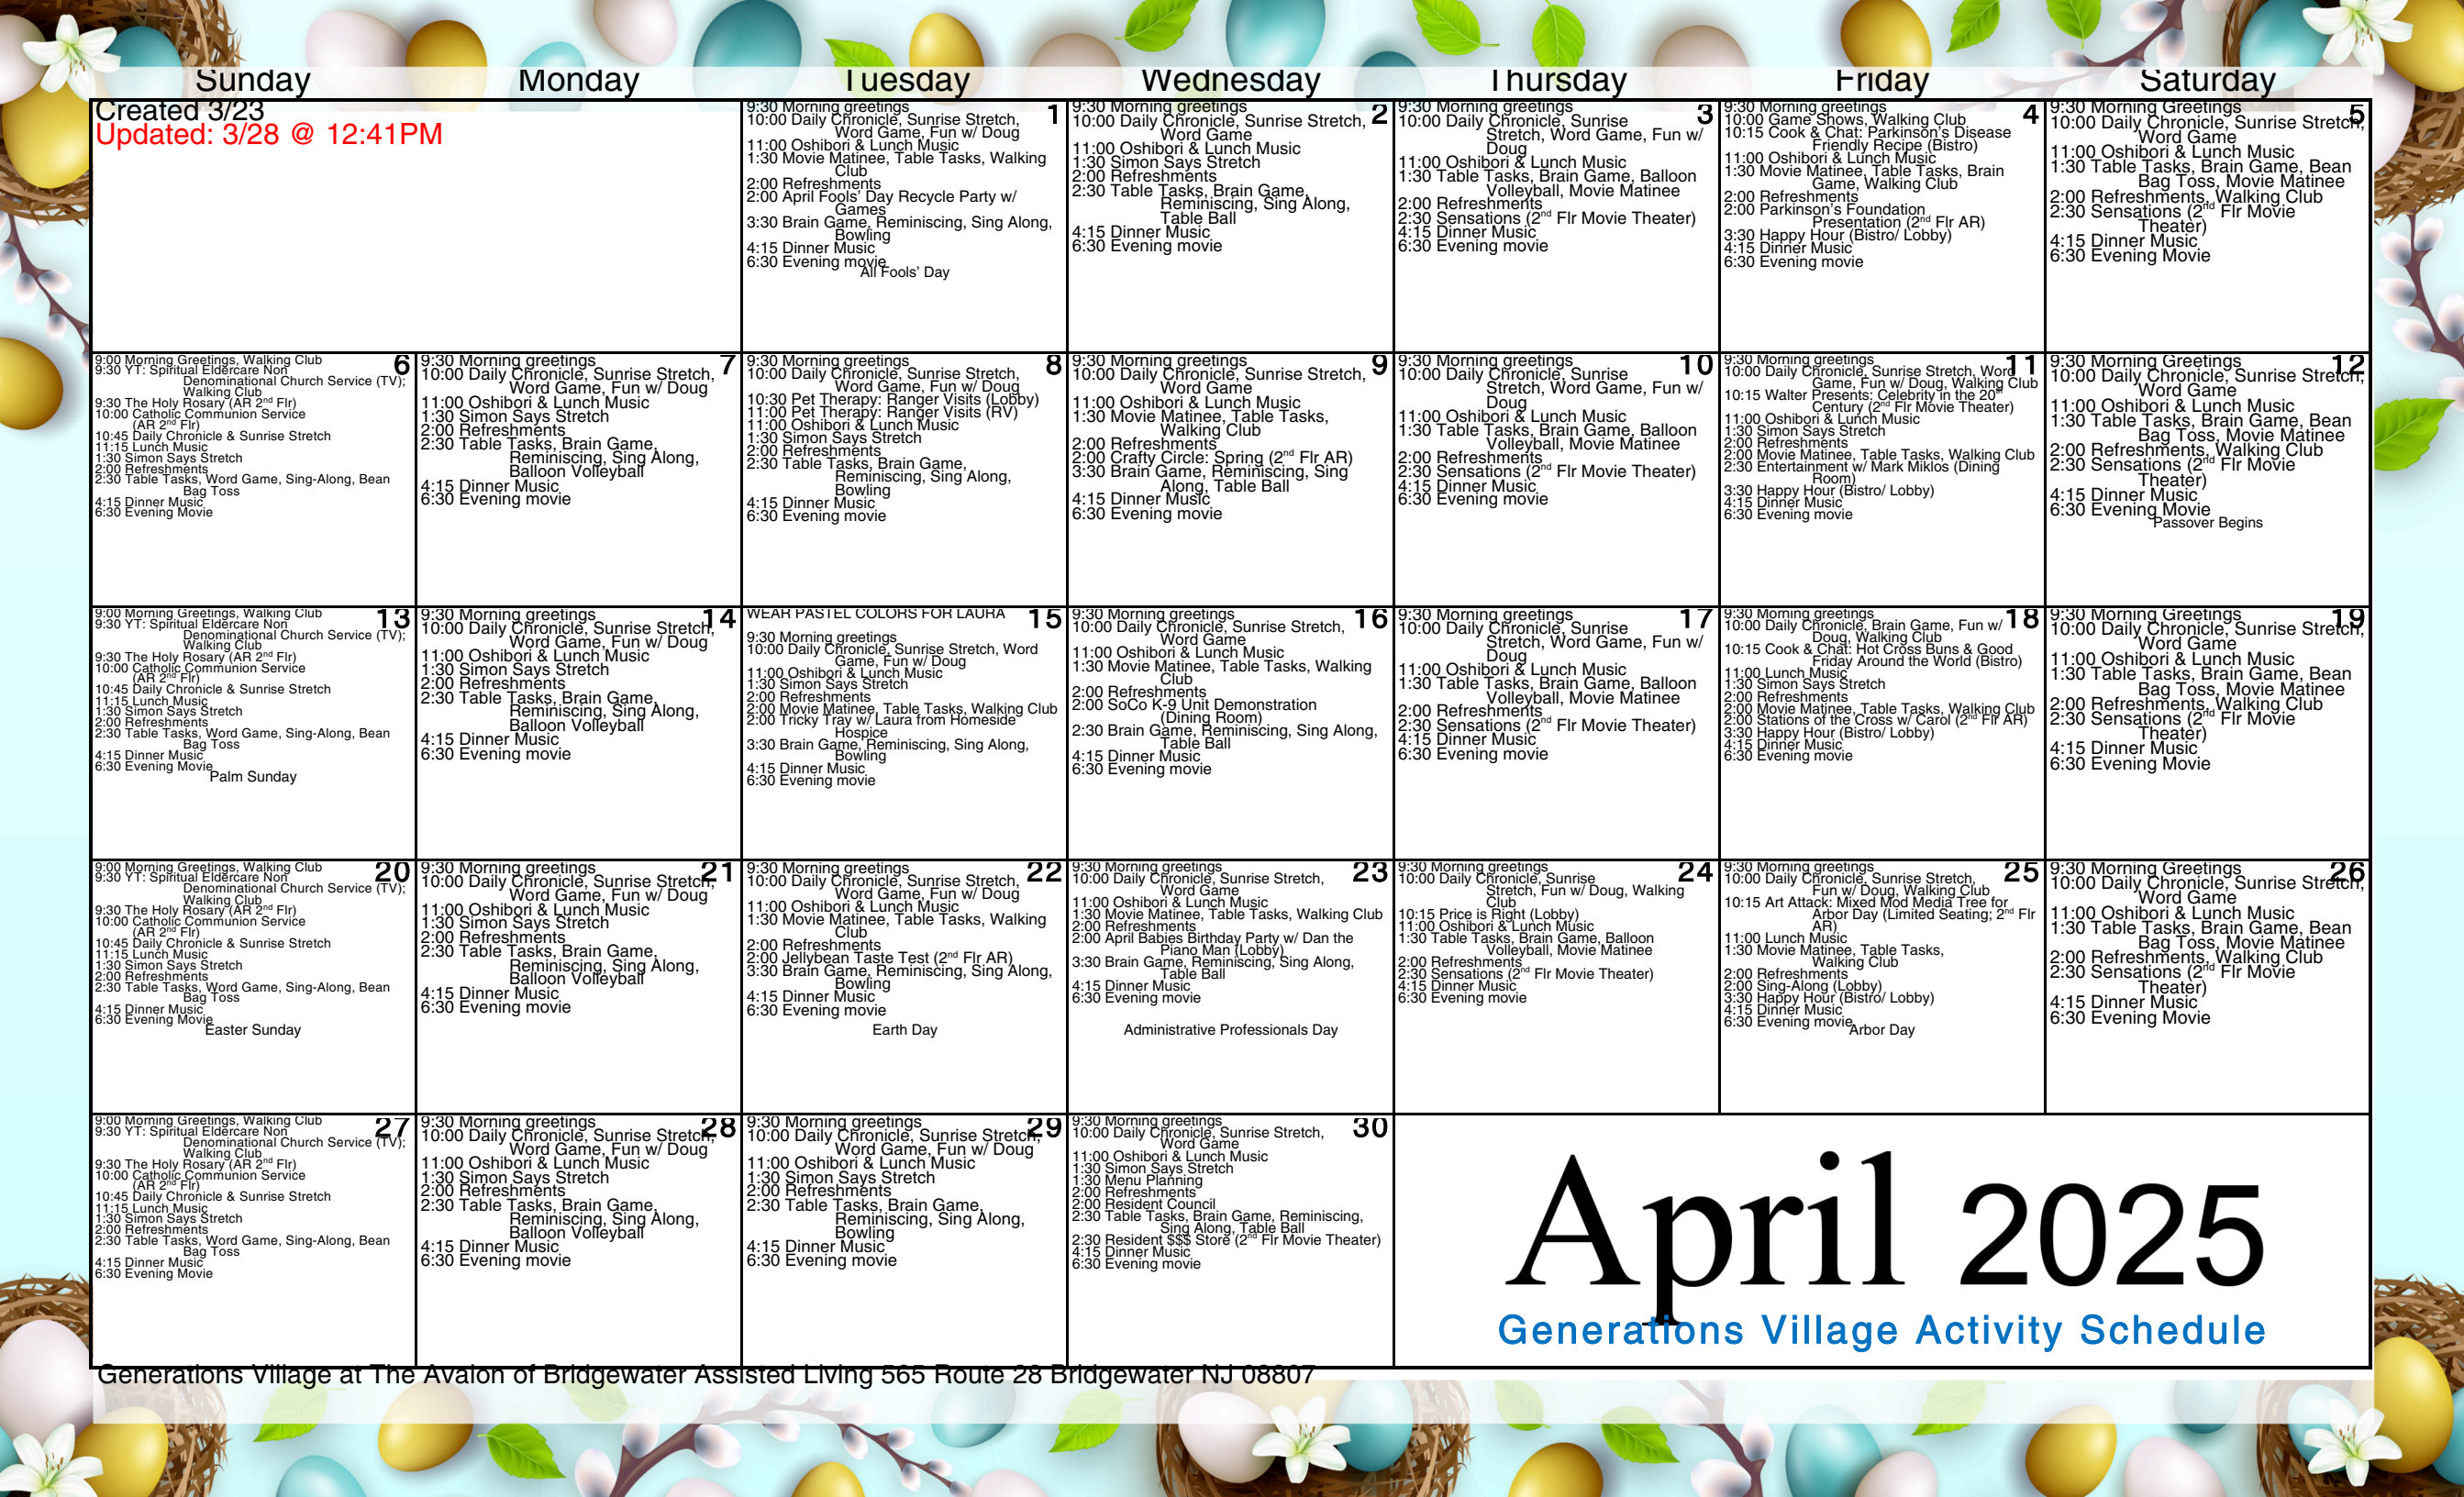 Sunday Monday Tuesday Wednesday Thursday Friday Saturday
Created 3/23
Updated: 3/28 @ 12:41PM
1
9:30 Morning greetings
10:00 Daily Chronicle, Sunrise Stretch,
Word Game, Fun w/ Doug
11:00 Oshibori & Lunch Music
1:30 Movie Matinee, Table Tasks, Walking
Club
2:00 Refreshments
2:00 April Fools' Day Recycle Party w/
Games
3:30 Brain Game, Reminiscing, Sing Along,
Bowling
4:15 Dinner Music
6:30 Evening movie
All Fools' Day
2
9:30 Morning greetings
10:00 Daily Chronicle, Sunrise Stretch,
Word Game
11:00 Oshibori & Lunch Music
1:30 Simon Says Stretch
2:00 Refreshments
2:30 Table Tasks, Brain Game,
Reminiscing, Sing Along,
Table Ball
4:15 Dinner Music
6:30 Evening movie
3
9:30 Morning greetings
10:00 Daily Chronicle, Sunrise
Stretch, Word Game, Fun w/
Doug
11:00 Oshibori & Lunch Music
1:30 Table Tasks, Brain Game, Balloon
Volleyball, Movie Matinee
2:00 Refreshments
2:30 Sensations (2nd Flr Movie Theater)
4:15 Dinner Music
6:30 Evening movie
4
9:30 Morning greetings
10:00 Game Shows, Walking Club
10:15 Cook & Chat: Parkinson's Disease
Friendly Recipe (Bistro)
11:00 Oshibori & Lunch Music
1:30 Movie Matinee, Table Tasks, Brain
Game, Walking Club
2:00 Refreshments
2:00 Parkinson's Foundation
Presentation (2nd Flr AR)
3:30 Happy Hour (Bistro/ Lobby)
4:15 Dinner Music
6:30 Evening movie
5
9:30 Morning Greetings
10:00 Daily Chronicle, Sunrise Stretch,
Word Game
11:00 Oshibori & Lunch Music
1:30 Table Tasks, Brain Game, Bean
Bag Toss, Movie Matinee
2:00 Refreshments, Walking Club
2:30 Sensations (2nd Flr Movie
Theater)
4:15 Dinner Music
6:30 Evening Movie
6
9:00 Morning Greetings, Walking Club
9:30 YT: Spiritual Eldercare Non
Denominational Church Service (TV);
Walking Club
9:30 The Holy Rosary (AR 2nd Flr)
10:00 Catholic Communion Service
(AR 2nd Flr)
10:45 Daily Chronicle & Sunrise Stretch
11:15 Lunch Music
1:30 Simon Says Stretch
2:00 Refreshments
2:30 Table Tasks, Word Game, Sing-Along, Bean
Bag Toss
4:15 Dinner Music
6:30 Evening Movie
7
9:30 Morning greetings
10:00 Daily Chronicle, Sunrise Stretch,
Word Game, Fun w/ Doug
11:00 Oshibori & Lunch Music
1:30 Simon Says Stretch
2:00 Refreshments
2:30 Table Tasks, Brain Game,
Reminiscing, Sing Along,
Balloon Volleyball
4:15 Dinner Music
6:30 Evening movie
8
9:30 Morning greetings
10:00 Daily Chronicle, Sunrise Stretch,
Word Game, Fun w/ Doug
10:30 Pet Therapy: Ranger Visits (Lobby)
11:00 Pet Therapy: Ranger Visits (RV)
11:00 Oshibori & Lunch Music
1:30 Simon Says Stretch
2:00 Refreshments
2:30 Table Tasks, Brain Game,
Reminiscing, Sing Along,
Bowling
4:15 Dinner Music
6:30 Evening movie
9
9:30 Morning greetings
10:00 Daily Chronicle, Sunrise Stretch,
Word Game
11:00 Oshibori & Lunch Music
1:30 Movie Matinee, Table Tasks,
Walking Club
2:00 Refreshments
2:00 Crafty Circle: Spring (2nd Flr AR)
3:30 Brain Game, Reminiscing, Sing
Along, Table Ball
4:15 Dinner Music
6:30 Evening movie
10
9:30 Morning greetings
10:00 Daily Chronicle, Sunrise
Stretch, Word Game, Fun w/
Doug
11:00 Oshibori & Lunch Music
1:30 Table Tasks, Brain Game, Balloon
Volleyball, Movie Matinee
2:00 Refreshments
2:30 Sensations (2nd Flr Movie Theater)
4:15 Dinner Music
6:30 Evening movie
11
9:30 Morning greetings
10:00 Daily Chronicle, Sunrise Stretch, Word
Game, Fun w/ Doug, Walking Club
10:15 Walter Presents: Celebrity in the 20th
Century (2nd Flr Movie Theater)
11:00 Oshibori & Lunch Music
1:30 Simon Says Stretch
2:00 Refreshments
2:00 Movie Matinee, Table Tasks, Walking Club
2:30 Entertainment w/ Mark Miklos (Dining
Room)
3:30 Happy Hour (Bistro/ Lobby)
4:15 Dinner Music
6:30 Evening movie
12
9:30 Morning Greetings
10:00 Daily Chronicle, Sunrise Stretch,
Word Game
11:00 Oshibori & Lunch Music
1:30 Table Tasks, Brain Game, Bean
Bag Toss, Movie Matinee
2:00 Refreshments, Walking Club
2:30 Sensations (2nd Flr Movie
Theater)
4:15 Dinner Music
6:30 Evening Movie
Passover Begins
13
9:00 Morning Greetings, Walking Club
9:30 YT: Spiritual Eldercare Non
Denominational Church Service (TV);
Walking Club
9:30 The Holy Rosary (AR 2nd Flr)
10:00 Catholic Communion Service
(AR 2nd Flr)
10:45 Daily Chronicle & Sunrise Stretch
11:15 Lunch Music
1:30 Simon Says Stretch
2:00 Refreshments
2:30 Table Tasks, Word Game, Sing-Along, Bean
Bag Toss
4:15 Dinner Music
6:30 Evening Movie
Palm Sunday
14
9:30 Morning greetings
10:00 Daily Chronicle, Sunrise Stretch,
Word Game, Fun w/ Doug
11:00 Oshibori & Lunch Music
1:30 Simon Says Stretch
2:00 Refreshments
2:30 Table Tasks, Brain Game,
Reminiscing, Sing Along,
Balloon Volleyball
4:15 Dinner Music
6:30 Evening movie
15
WEAR PASTEL COLORS FOR LAURA
9:30 Morning greetings
10:00 Daily Chronicle, Sunrise Stretch, Word
Game, Fun w/ Doug
11:00 Oshibori & Lunch Music
1:30 Simon Says Stretch
2:00 Refreshments
2:00 Movie Matinee, Table Tasks, Walking Club
2:00 Tricky Tray w/ Laura from Homeside
Hospice
3:30 Brain Game, Reminiscing, Sing Along,
Bowling
4:15 Dinner Music
6:30 Evening movie
16
9:30 Morning greetings
10:00 Daily Chronicle, Sunrise Stretch,
Word Game
11:00 Oshibori & Lunch Music
1:30 Movie Matinee, Table Tasks, Walking
Club
2:00 Refreshments
2:00 SoCo K-9 Unit Demonstration
(Dining Room)
2:30 Brain Game, Reminiscing, Sing Along,
Table Ball
4:15 Dinner Music
6:30 Evening movie
17
9:30 Morning greetings
10:00 Daily Chronicle, Sunrise
Stretch, Word Game, Fun w/
Doug
11:00 Oshibori & Lunch Music
1:30 Table Tasks, Brain Game, Balloon
Volleyball, Movie Matinee
2:00 Refreshments
2:30 Sensations (2nd Flr Movie Theater)
4:15 Dinner Music
6:30 Evening movie
18
9:30 Morning greetings
10:00 Daily Chronicle, Brain Game, Fun w/
Doug, Walking Club
10:15 Cook & Chat: Hot Cross Buns & Good
Friday Around the World (Bistro)
11:00 Lunch Music
1:30 Simon Says Stretch
2:00 Refreshments
2:00 Movie Matinee, Table Tasks, Walking Club
2:00 Stations of the Cross w/ Carol (2nd Flr AR)
3:30 Happy Hour (Bistro/ Lobby)
4:15 Dinner Music
6:30 Evening movie
19
9:30 Morning Greetings
10:00 Daily Chronicle, Sunrise Stretch,
Word Game
11:00 Oshibori & Lunch Music
1:30 Table Tasks, Brain Game, Bean
Bag Toss, Movie Matinee
2:00 Refreshments, Walking Club
2:30 Sensations (2nd Flr Movie
Theater)
4:15 Dinner Music
6:30 Evening Movie
20
9:00 Morning Greetings, Walking Club
9:30 YT: Spiritual Eldercare Non
Denominational Church Service (TV);
Walking Club
9:30 The Holy Rosary (AR 2nd Flr)
10:00 Catholic Communion Service
(AR 2nd Flr)
10:45 Daily Chronicle & Sunrise Stretch
11:15 Lunch Music
1:30 Simon Says Stretch
2:00 Refreshments
2:30 Table Tasks, Word Game, Sing-Along, Bean
Bag Toss
4:15 Dinner Music
6:30 Evening Movie
Easter Sunday
21
9:30 Morning greetings
10:00 Daily Chronicle, Sunrise Stretch,
Word Game, Fun w/ Doug
11:00 Oshibori & Lunch Music
1:30 Simon Says Stretch
2:00 Refreshments
2:30 Table Tasks, Brain Game,
Reminiscing, Sing Along,
Balloon Volleyball
4:15 Dinner Music
6:30 Evening movie
22
9:30 Morning greetings
10:00 Daily Chronicle, Sunrise Stretch,
Word Game, Fun w/ Doug
11:00 Oshibori & Lunch Music
1:30 Movie Matinee, Table Tasks, Walking
Club
2:00 Refreshments
2:00 Jellybean Taste Test (2nd Flr AR)
3:30 Brain Game, Reminiscing, Sing Along,
Bowling
4:15 Dinner Music
6:30 Evening movie
Earth Day
23
9:30 Morning greetings
10:00 Daily Chronicle, Sunrise Stretch,
Word Game
11:00 Oshibori & Lunch Music
1:30 Movie Matinee, Table Tasks, Walking Club
2:00 Refreshments
2:00 April Babies Birthday Party w/ Dan the
Piano Man (Lobby)
3:30 Brain Game, Reminiscing, Sing Along,
Table Ball
4:15 Dinner Music
6:30 Evening movie
Administrative Professionals Day
24
9:30 Morning greetings
10:00 Daily Chronicle, Sunrise
Stretch, Fun w/ Doug, Walking
Club
10:15 Price is Right (Lobby)
11:00 Oshibori & Lunch Music
1:30 Table Tasks, Brain Game, Balloon
Volleyball, Movie Matinee
2:00 Refreshments
2:30 Sensations (2nd Flr Movie Theater)
4:15 Dinner Music
6:30 Evening movie
25
9:30 Morning greetings
10:00 Daily Chronicle, Sunrise Stretch,
Fun w/ Doug, Walking Club
10:15 Art Attack: Mixed Mod Media Tree for
Arbor Day (Limited Seating; 2nd Flr
AR)
11:00 Lunch Music
1:30 Movie Matinee, Table Tasks,
Walking Club
2:00 Refreshments
2:00 Sing-Along (Lobby)
3:30 Happy Hour (Bistro/ Lobby)
4:15 Dinner Music
6:30 Evening movie
Arbor Day
26
9:30 Morning Greetings
10:00 Daily Chronicle, Sunrise Stretch,
Word Game
11:00 Oshibori & Lunch Music
1:30 Table Tasks, Brain Game, Bean
Bag Toss, Movie Matinee
2:00 Refreshments, Walking Club
2:30 Sensations (2nd Flr Movie
Theater)
4:15 Dinner Music
6:30 Evening Movie
27
9:00 Morning Greetings, Walking Club
9:30 YT: Spiritual Eldercare Non
Denominational Church Service (TV);
Walking Club
9:30 The Holy Rosary (AR 2nd Flr)
10:00 Catholic Communion Service
(AR 2nd Flr)
10:45 Daily Chronicle & Sunrise Stretch
11:15 Lunch Music
1:30 Simon Says Stretch
2:00 Refreshments
2:30 Table Tasks, Word Game, Sing-Along, Bean
Bag Toss
4:15 Dinner Music
6:30 Evening Movie
28
9:30 Morning greetings
10:00 Daily Chronicle, Sunrise Stretch,
Word Game, Fun w/ Doug
11:00 Oshibori & Lunch Music
1:30 Simon Says Stretch
2:00 Refreshments
2:30 Table Tasks, Brain Game,
Reminiscing, Sing Along,
Balloon Volleyball
4:15 Dinner Music
6:30 Evening movie
29
9:30 Morning greetings
10:00 Daily Chronicle, Sunrise Stretch,
Word Game, Fun w/ Doug
11:00 Oshibori & Lunch Music
1:30 Simon Says Stretch
2:00 Refreshments
2:30 Table Tasks, Brain Game,
Reminiscing, Sing Along,
Bowling
4:15 Dinner Music
6:30 Evening movie
30
9:30 Morning greetings
10:00 Daily Chronicle, Sunrise Stretch,
Word Game
11:00 Oshibori & Lunch Music
1:30 Simon Says Stretch
1:30 Menu Planning
2:00 Refreshments
2:00 Resident Council
2:30 Table Tasks, Brain Game, Reminiscing,
Sing Along, Table Ball
2:30 Resident $$$ Store (2nd Flr Movie Theater)
4:15 Dinner Music
6:30 Evening movie
April 2025
Generations Village Activity Schedule
Generations Village at The Avalon of Bridgewater Assisted Living 565 Route 28 Bridgewater NJ 08807